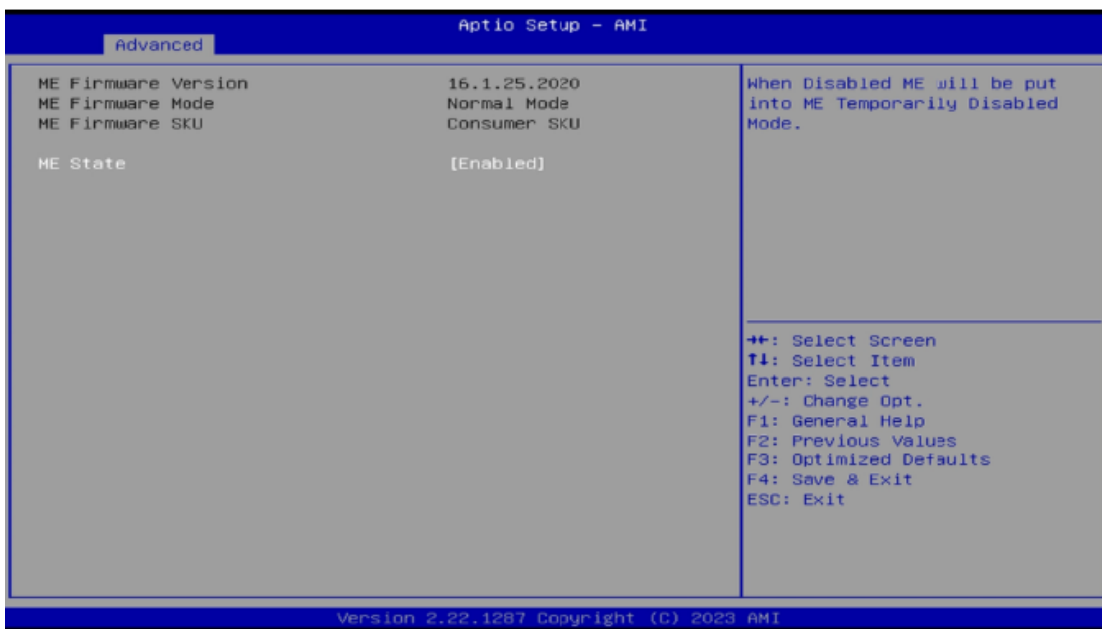 Aptio Setup - AMI
Advanced
ME Firmware Version 16.1.25.2020
ME Firmware Mode Normal Mode
ME Firmware SKU Consumer SKU
ME State [Enabled]
When Disabled ME will be put
into ME Temporarily Disabled
Mode.
→←: Select Screen
↑↓: Select Item
Enter: Select
+/-: Change Opt.
F1: General Help
F2: Previous Values
F3: Optimized Defaults
F4: Save & Exit
ESC: Exit
Version 2.22.1287 Copyright (C) 2023 AMI